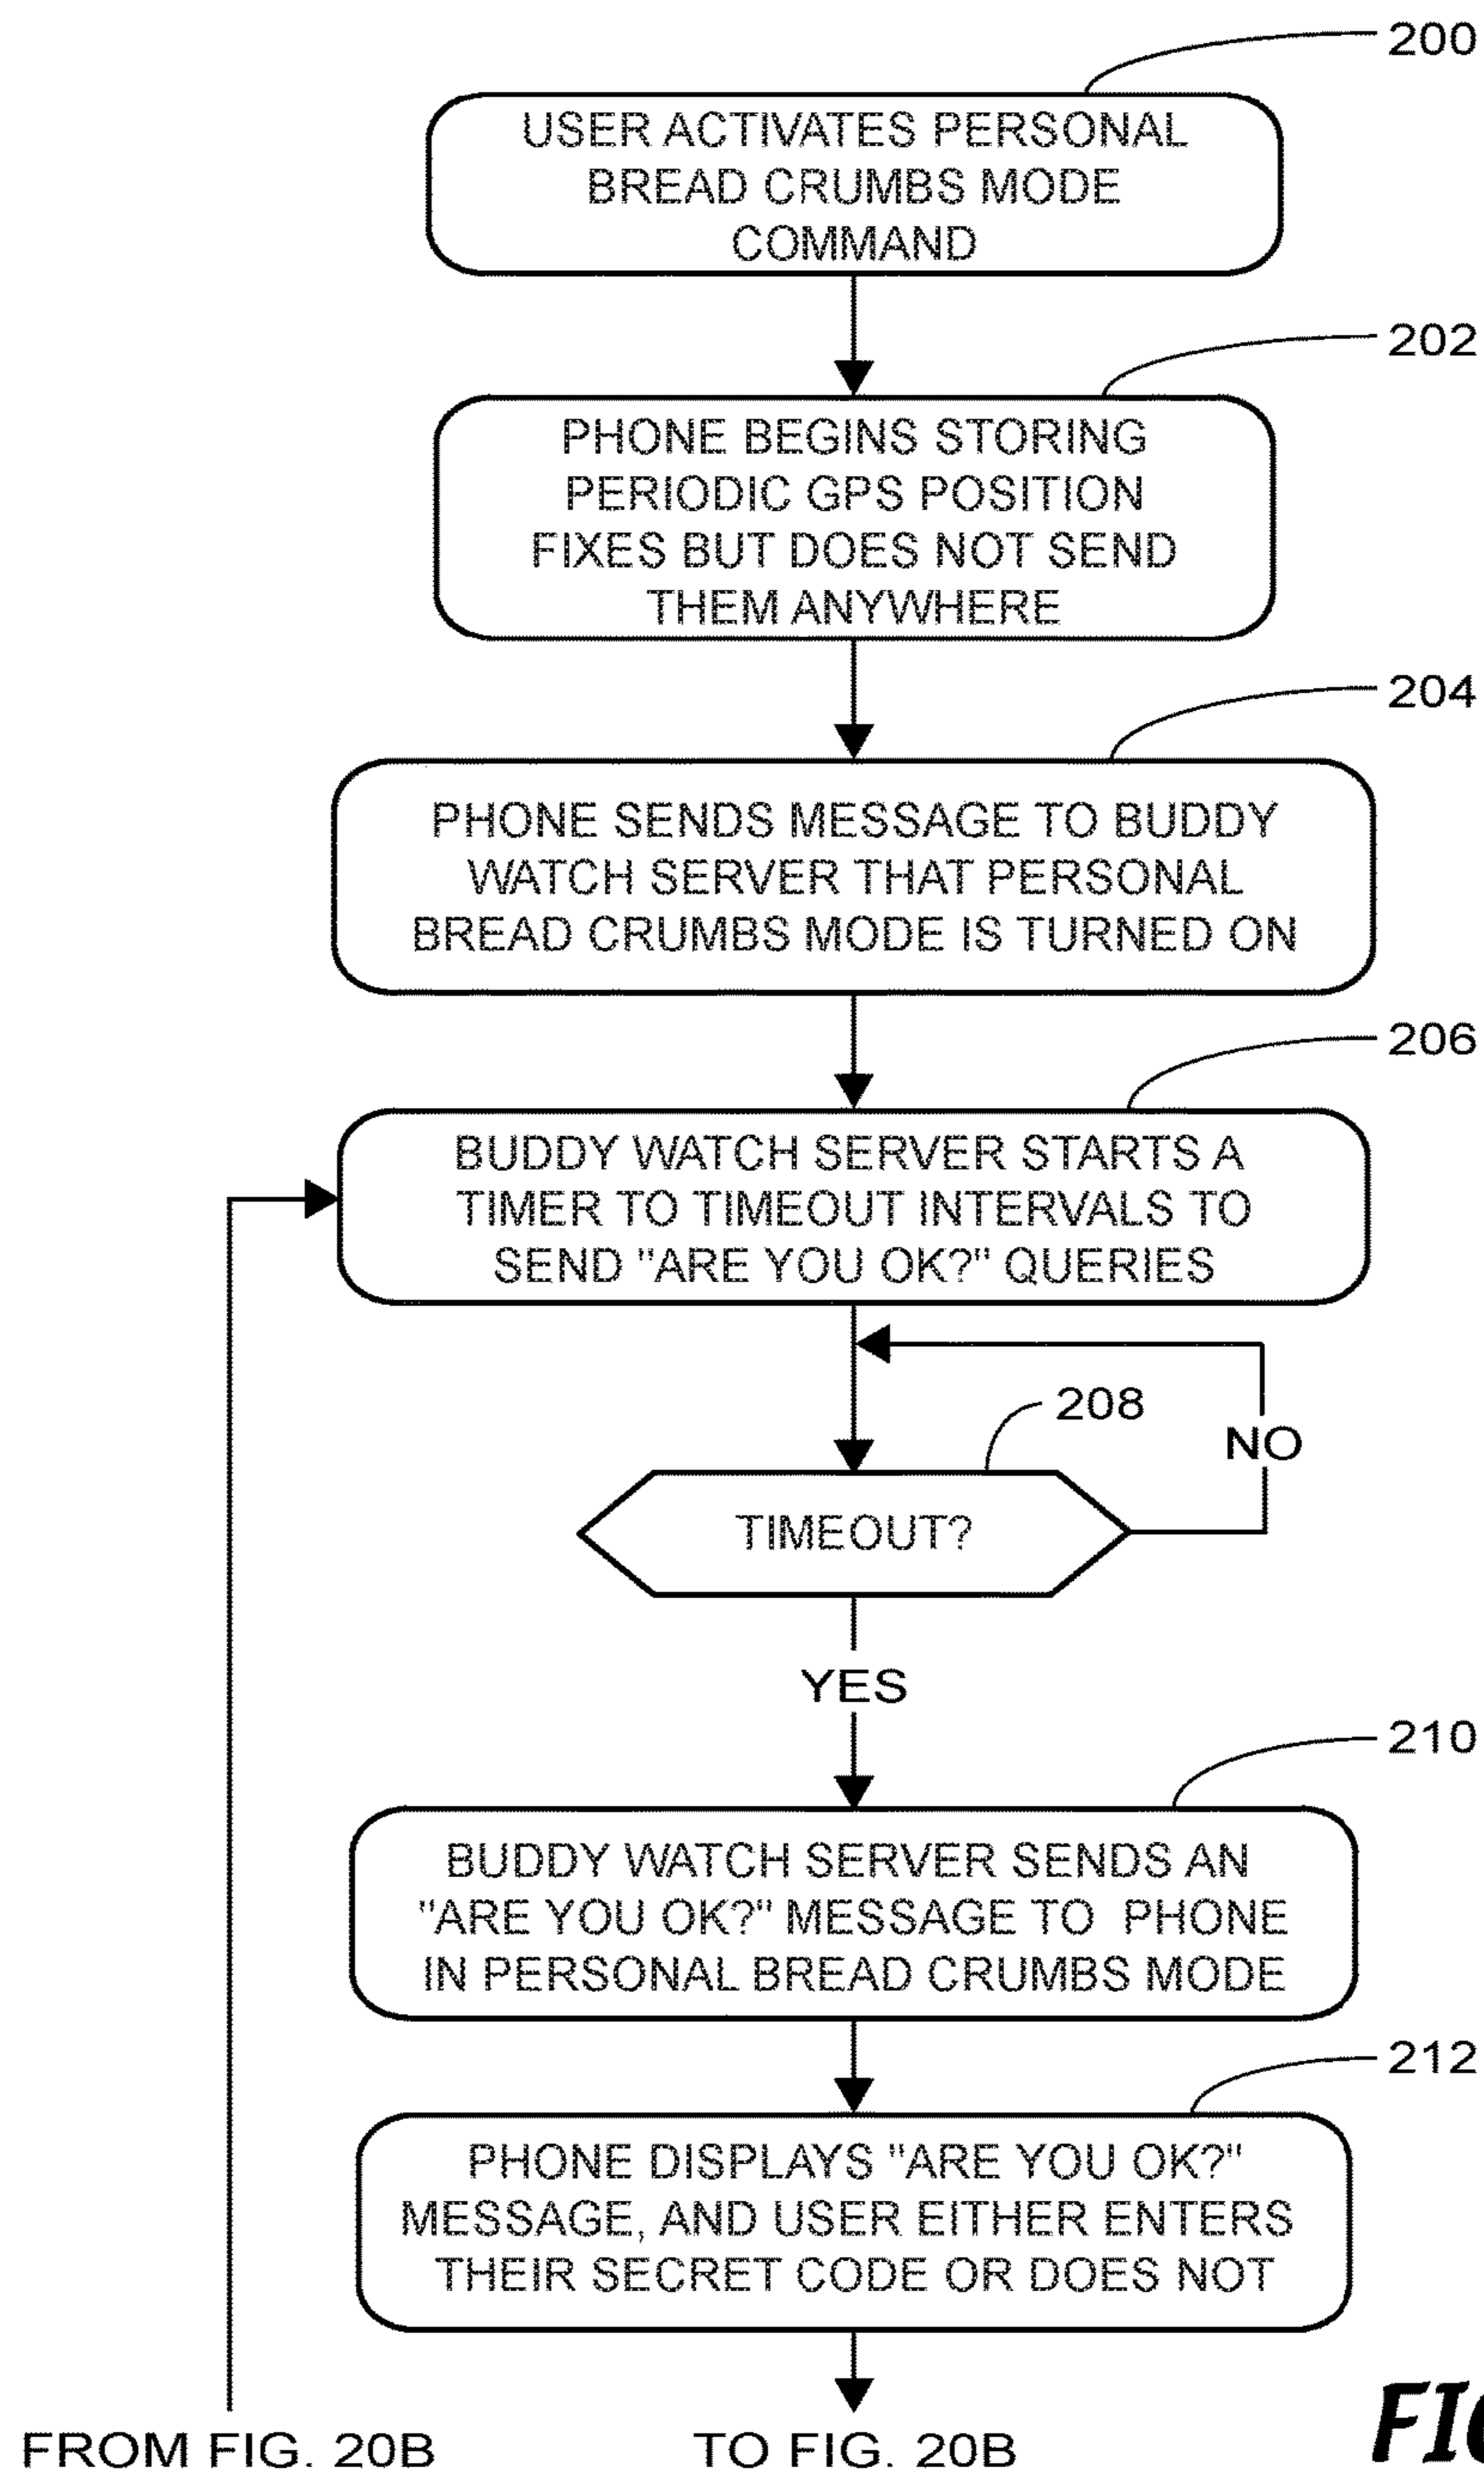 200
USER ACTIVATES PERSONAL
BREAD CRUMBS MODE
COMMAND
202
PHONE BEGINS STORING
PERIODIC GPS POSITION
FIXES BUT DOES NOT SEND
THEM ANYWHERE
204
PHONE SENDS MESSAGE TO BUDDY
WATCH SERVER THAT PERSONAL
BREAD CRUMBS MODE IS TURNED ON
206
BUDDY WATCH SERVER STARTS A
TIMER TO TIMEOUT INTERVALS TO
SEND "ARE YOU OK?" QUERIES
208
NO
TIMEOUT?
YES
210
BUDDY WATCH SERVER SENDS AN
"ARE YOU OK?" MESSAGE TO PHONE
IN PERSONAL BREAD CRUMBS MODE
212
PHONE DISPLAYS "ARE YOU OK?"
MESSAGE, AND USER EITHER ENTERS
THEIR SECRET CODE OR DOES NOT
FROM FIG. 20B
TO FIG. 20B